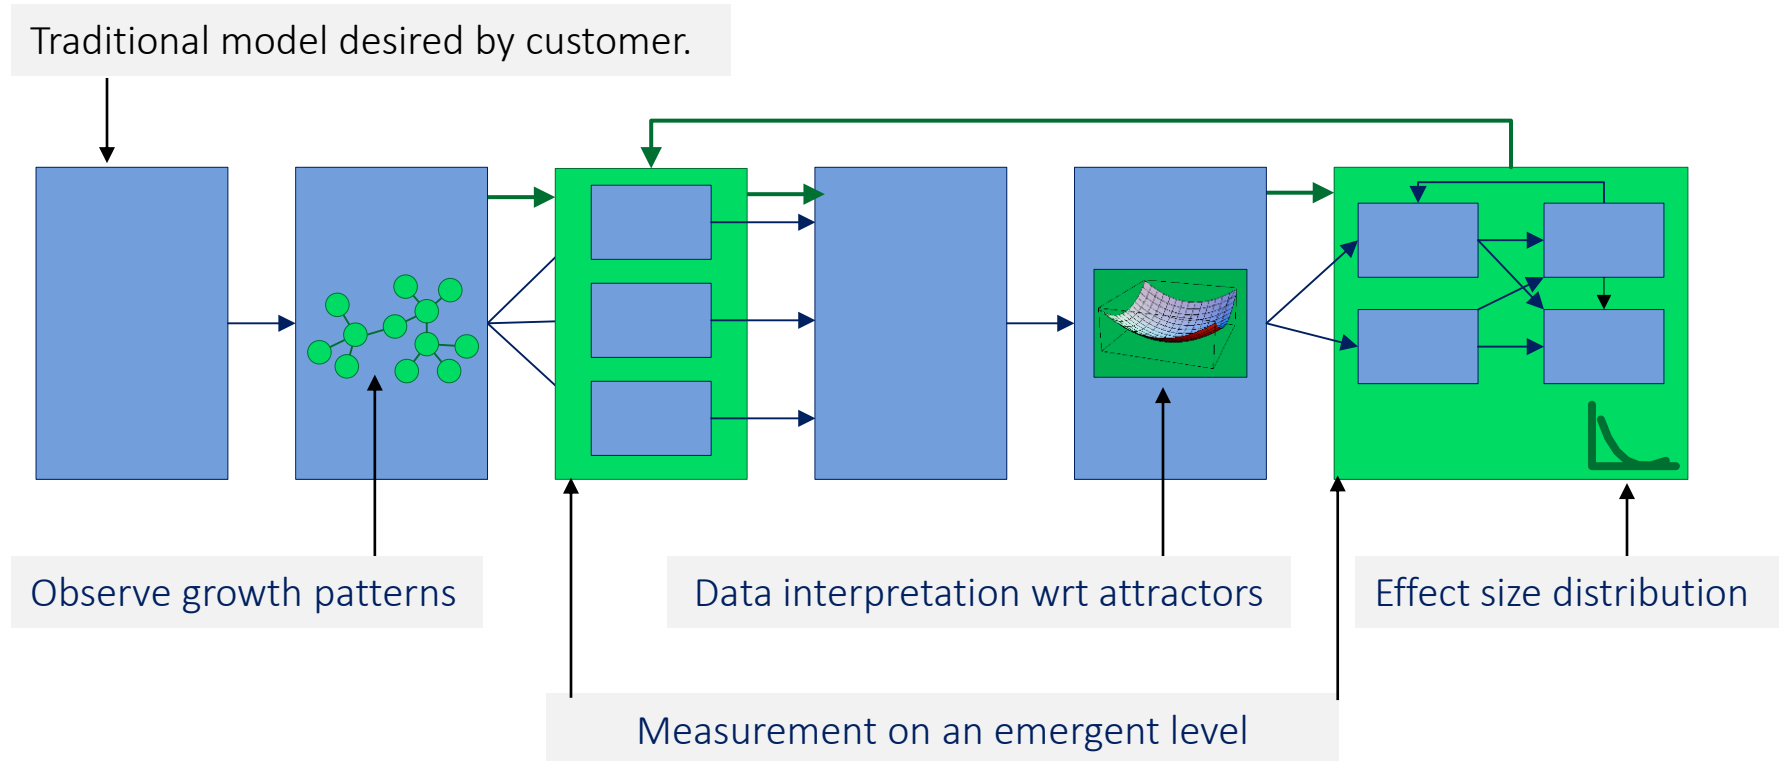 Traditional model desired by customer.
Observe growth patterns
Data interpretation wrt attractors
Effect size distribution
Measurement on an emergent level